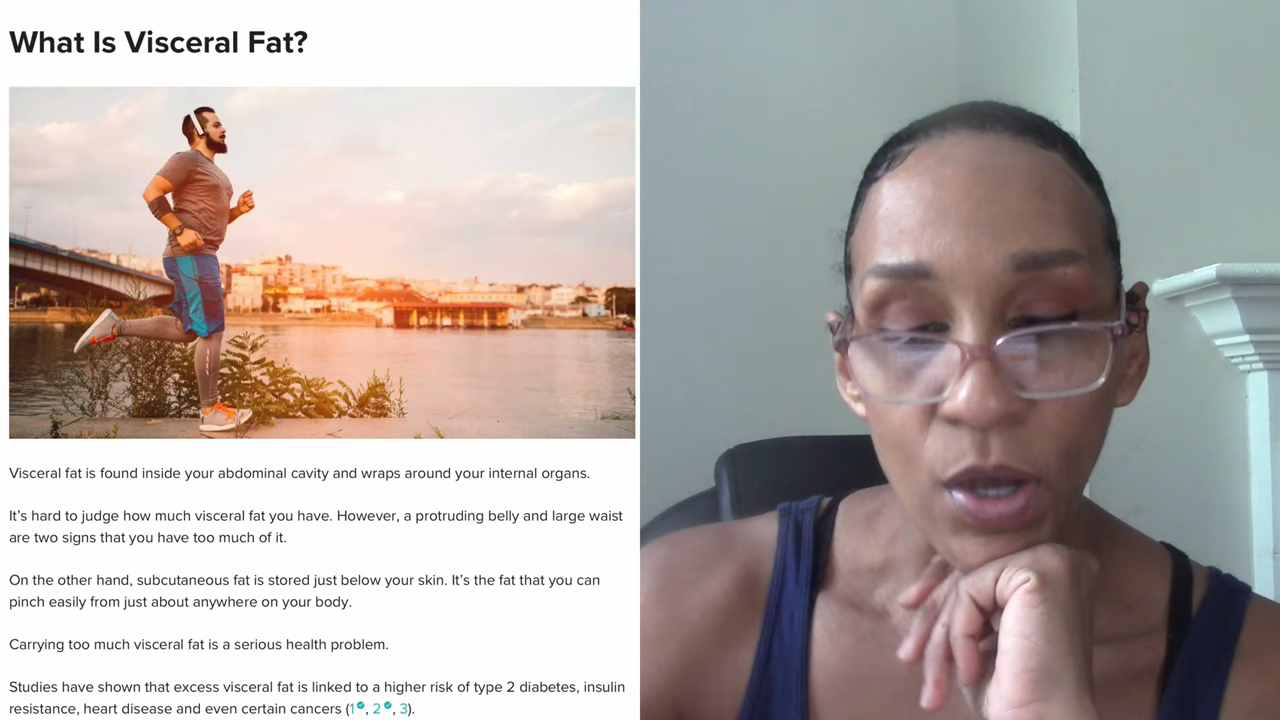 What Is Visceral Fat?
Visceral fat is found inside your abdominal cavity and wraps around your internal organs.
It’s hard to judge how much visceral fat you have. However, a protruding belly and large waist
are two signs that you have too much of it.
On the other hand, subcutaneous fat is stored just below your skin. It’s the fat that you can
pinch easily from just about anywhere on your body.
Carrying too much visceral fat is a serious health problem.
Studies have shown that excess visceral fat is linked to a higher risk of type 2 diabetes, insulin
resistance, heart disease and even certain cancers (1, 2, 3).